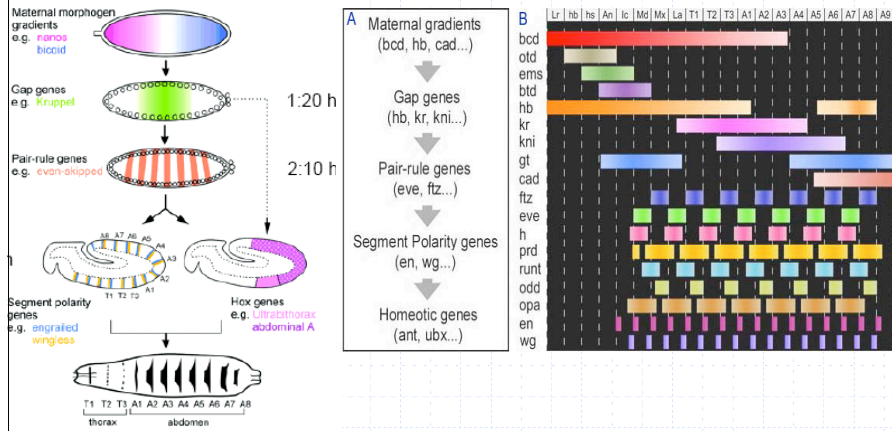 Maternal morphogen
gradients
e.g. nanos
bicoid
Gap genes
e.g. Kruppel
1:20 h
Pair-rule genes
e.g. even-skipped
2:10 h
A8 A7 A6 A5 A4 A3 A2 A1
T1 T2 T3
Segment polarity
genes
e.g. engrailed
wingless
Hox genes
e.g. Ultrabithorax
abdominal A
T1 T2 T3 A1 A2 A3 A4 A5 A6 A7 A8
thorax abdomen
A
Maternal gradients
(bcd, hb, cad...)
Gap genes
(hb, kr, kni...)
Pair-rule genes
(eve, ftz...)
Segment Polarity genes
(en, wg...)
Homeotic genes
(ant, ubx...)
B
Lr hb hs An Ic Md Mx La T1 T2 T3 A1 A2 A3 A4 A5 A6 A7 A8 A9
bcd
otd
ems
btd
hb
kr
kni
gt
cad
ftz
eve
h
prd
runt
odd
opa
en
wg